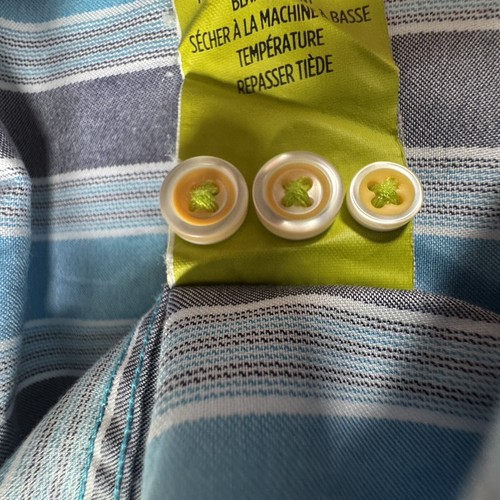 SÉCHER À LA MACHINE À BASSE
TEMPÉRATURE
REPASSER TIÈDE